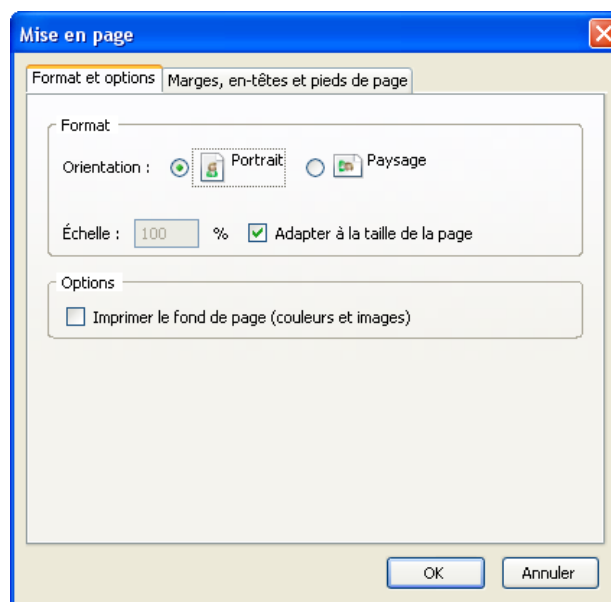 Mise en page
Format et options Marges, en-têtes et pieds de page
Format
Orientation : Portrait Paysage
Échelle : 100 % Adapter à la taille de la page
Options
Imprimer le fond de page (couleurs et images)
OK Annuler